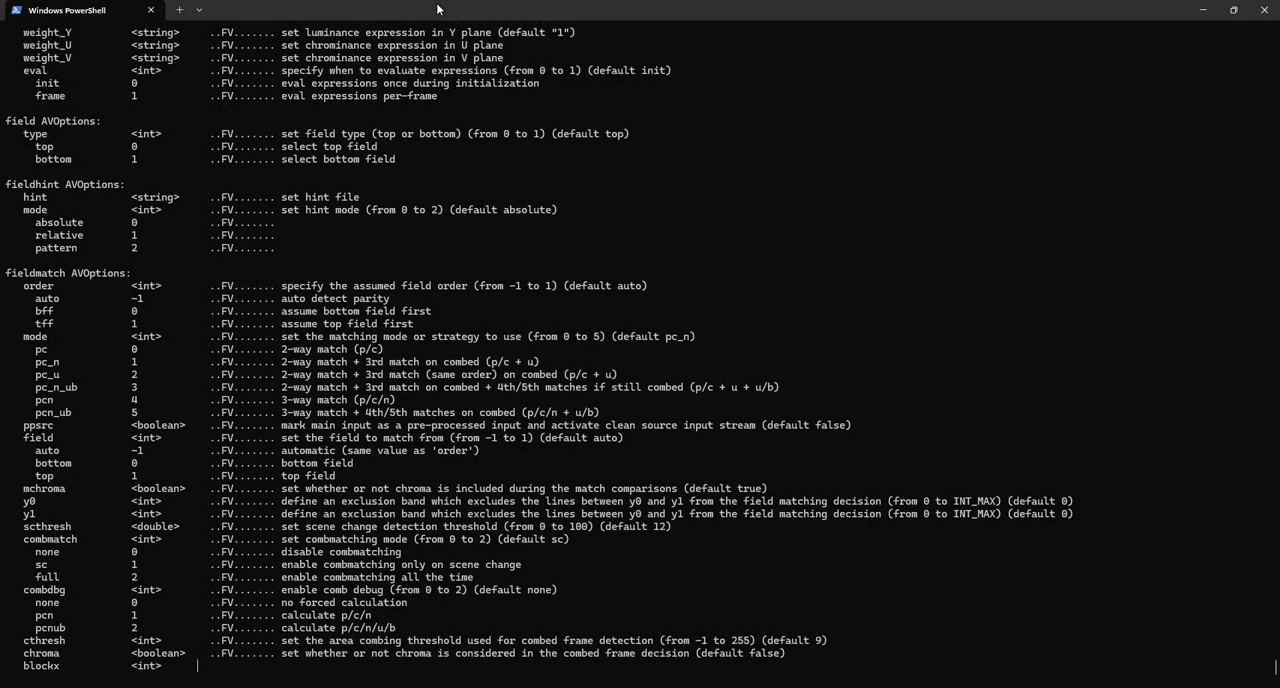 Windows PowerShell
weight_Y <string> ..FV....... set luminance expression in Y plane (default "1")
weight_U <string> ..FV....... set chrominance expression in U plane
weight_V <string> ..FV....... set chrominance expression in V plane
eval <int> ..FV....... specify when to evaluate expressions (from 0 to 1) (default init)
init 0 ..FV....... eval expressions once during initialization
frame 1 ..FV....... eval expressions per-frame
field AVOptions:
type <int> ..FV....... set field type (top or bottom) (from 0 to 1) (default top)
top 0 ..FV....... select top field
bottom 1 ..FV....... select bottom field
fieldhint AVOptions:
hint <string> ..FV....... set hint file
mode <int> ..FV....... set hint mode (from 0 to 2) (default absolute)
absolute 0 ..FV.......
relative 1 ..FV.......
pattern 2 ..FV.......
fieldmatch AVOptions:
order <int> ..FV....... specify the assumed field order (from -1 to 1) (default auto)
auto -1 ..FV....... auto detect parity
bff 0 ..FV....... assume bottom field first
tff 1 ..FV....... assume top field first
mode <int> ..FV....... set the matching mode or strategy to use (from 0 to 5) (default pc_n)
pc 0 ..FV....... 2-way match (p/c)
pc_n 1 ..FV....... 2-way match + 3rd match on combed (p/c + u)
pc_u 2 ..FV....... 2-way match + 3rd match (same order) on combed (p/c + u)
pc_n_ub 3 ..FV....... 2-way match + 3rd match on combed + 4th/5th matches if still combed (p/c + u + u/b)
pcn 4 ..FV....... 3-way match (p/c/n)
pcn_ub 5 ..FV....... 3-way match + 4th/5th matches on combed (p/c/n + u/b)
ppsrc <boolean> ..FV....... mark main input as a pre-processed input and activate clean source input stream (default false)
field <int> ..FV....... set the field to match from (from -1 to 1) (default auto)
auto -1 ..FV....... automatic (same value as 'order')
bottom 0 ..FV....... bottom field
top 1 ..FV....... top field
mchroma <boolean> ..FV....... set whether or not chroma is included during the match comparisons (default true)
y0 <int> ..FV....... define an exclusion band which excludes the lines between y0 and y1 from the field matching decision (from 0 to INT_MAX) (default 0)
y1 <int> ..FV....... define an exclusion band which excludes the lines between y0 and y1 from the field matching decision (from 0 to INT_MAX) (default 0)
scthresh <double> ..FV....... set scene change detection threshold (from 0 to 100) (default 12)
combmatch <int> ..FV....... set combmatching mode (from 0 to 2) (default sc)
none 0 ..FV....... disable combmatching
sc 1 ..FV....... enable combmatching only on scene change
full 2 ..FV....... enable combmatching all the time
combdbg <int> ..FV....... enable comb debug (from 0 to 2) (default none)
none 0 ..FV....... no forced calculation
pcn 1 ..FV....... calculate p/c/n
pcnub 2 ..FV....... calculate p/c/n/u/b
cthresh <int> ..FV....... set the area combing threshold used for combed frame detection (from -1 to 255) (default 9)
chroma <boolean> ..FV....... set whether or not chroma is considered in the combed frame decision (default false)
blockx <int>